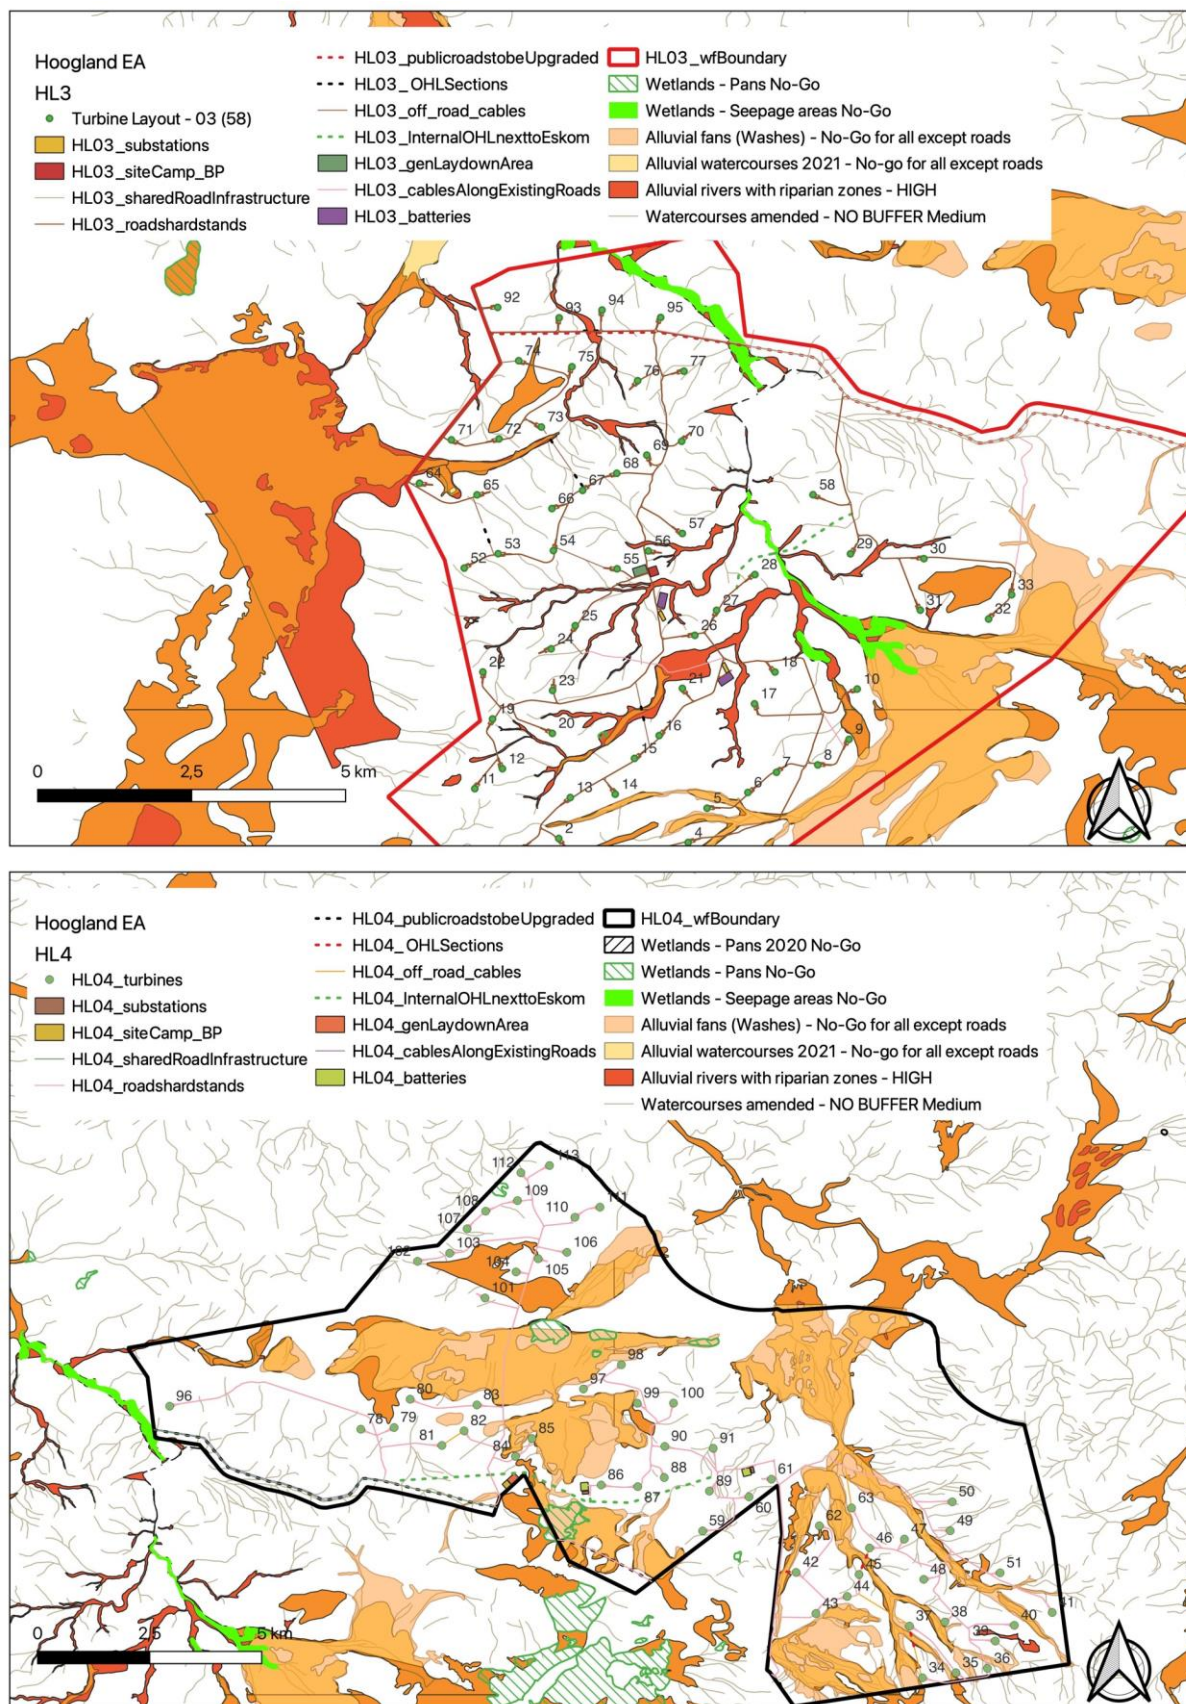 Hoogland EA
HL3
Turbine Layout - 03 (58)
HL03_substations
HL03_siteCamp_BP
HL03_sharedRoadInfrastructure
HL03_roadshardstands
HL03_publicroadstobeUpgraded
HL03_OHLSections
HL03_off_road_cables
HL03_InternalOHLnexttoEskom
HL03_genLaydownArea
HL03_cablesAlongExistingRoads
HL03_batteries
HL03_wfBoundary
Wetlands - Pans No-Go
Wetlands - Seepage areas No-Go
Alluvial fans (Washes) - No-Go for all except roads
Alluvial watercourses 2021 - No-go for all except roads
Alluvial rivers with riparian zones - HIGH
Watercourses amended - NO BUFFER Medium
92
93
94
95
74
75
76
77
71
72
73
70
69
68
64
65
67
66
58
57
52
53
54
55
56
29
30
28
27
31
33
32
25
24
26
22
23
21
18
10
17
19
20
16
9
12
11
15
8
7
13
14
6
5
2
4
0
2,5
5 km
Hoogland EA
HL4
HL04_turbines
HL04_substations
HL04_siteCamp_BP
HL04_sharedRoadInfrastructure
HL04_roadshardstands
HL04_publicroadstobeUpgraded
HL04_OHLSections
HL04_off_road_cables
HL04_InternalOHLnexttoEskom
HL04_genLaydownArea
HL04_cablesAlongExistingRoads
HL04_batteries
HL04_wfBoundary
Wetlands - Pans 2020 No-Go
Wetlands - Pans No-Go
Wetlands - Seepage areas No-Go
Alluvial fans (Washes) - No-Go for all except roads
Alluvial watercourses 2021 - No-go for all except roads
Alluvial rivers with riparian zones - HIGH
Watercourses amended - NO BUFFER Medium
112
113
109
108
111
110
107
102
103
106
104
105
101
98
97
96
80
83
99
100
78
79
82
81
85
84
90
91
86
88
87
89
61
60
59
50
63
62
47
49
46
42
45
51
48
44
43
37
38
40
41
39
34
35
36
0
2,5
5 km